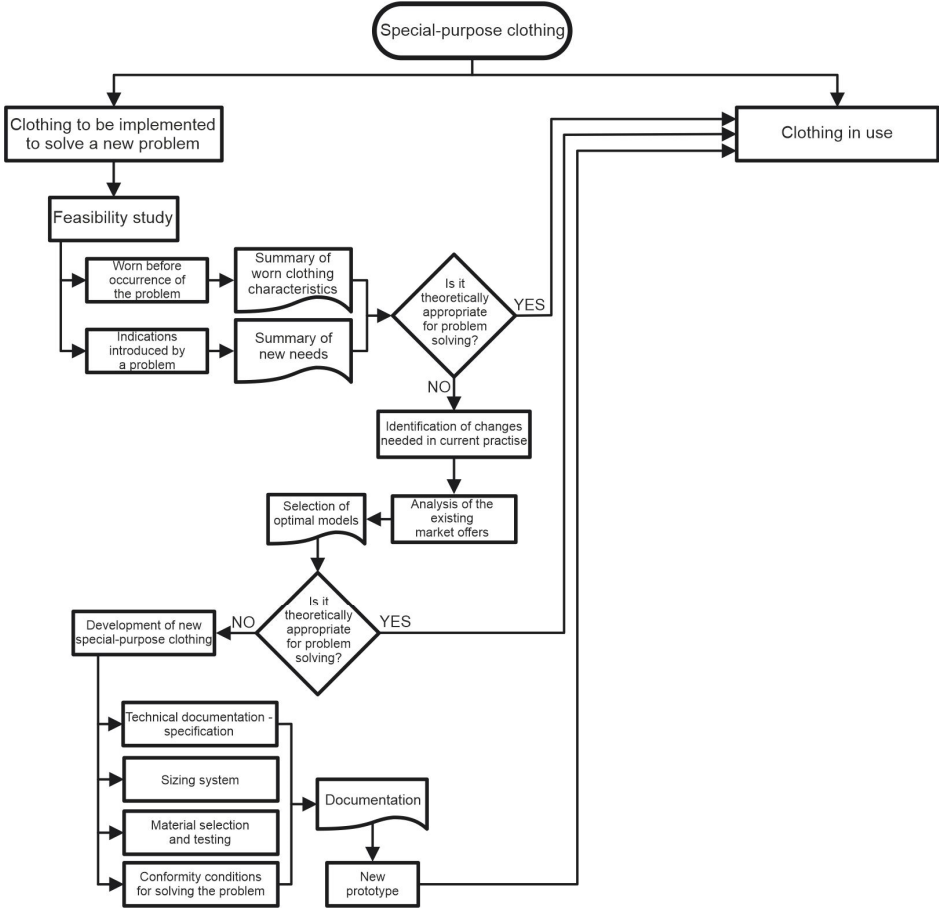 Special-purpose clothing
Clothing to be implemented
to solve a new problem
Clothing in use
Feasibility study
Worn before
occurrence of
the problem
Summary of
worn clothing
characteristics
Indications
introduced by
a problem
Summary of
new needs
Is it
theoretically
appropriate
for problem
solving?
YES
NO
Identification of changes
needed in current practise
Analysis of the
existing
market offers
Selection of
optimal models
Is it
theoretically
appropriate
for problem
solving?
NO
YES
Development of new
special-purpose clothing
Technical documentation -
specification
Sizing system
Material selection
and testing
Conformity conditions
for solving the problem
Documentation
New
prototype